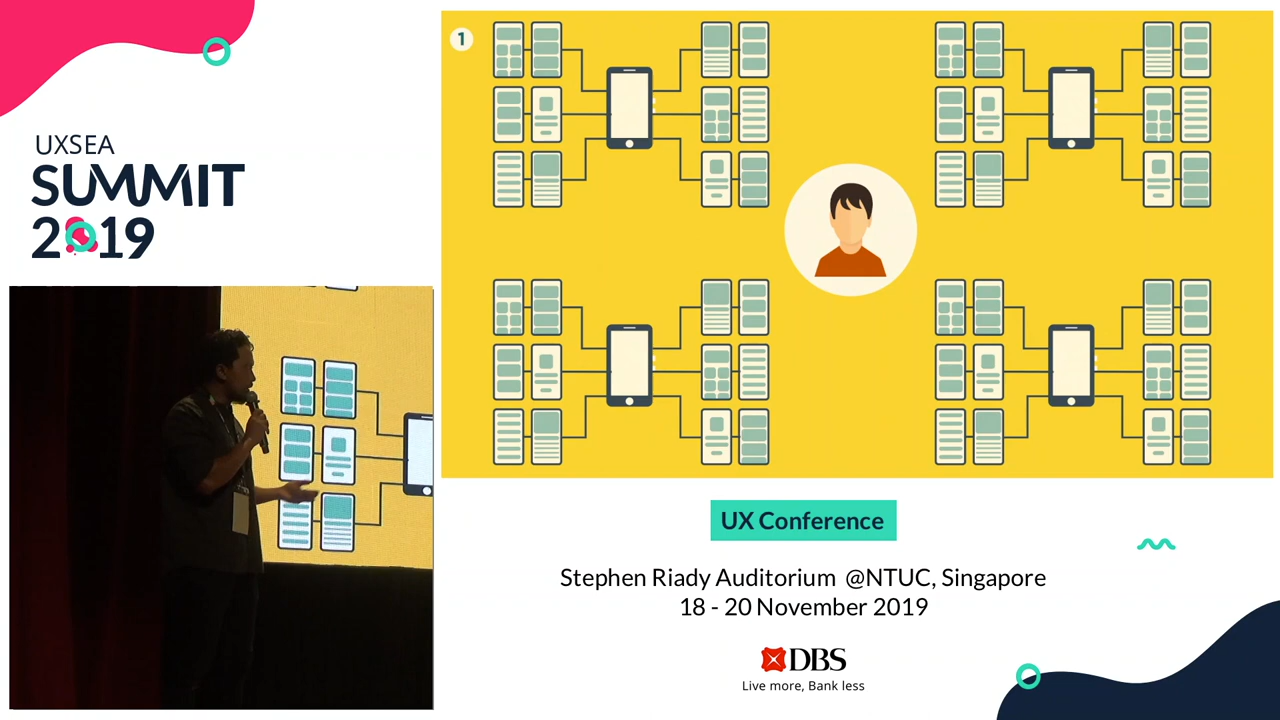 UXSEA
SUMMIT
2019
1
UX Conference
Stephen Riady Auditorium @NTUC, Singapore
18 - 20 November 2019
DBS
Live more, Bank less